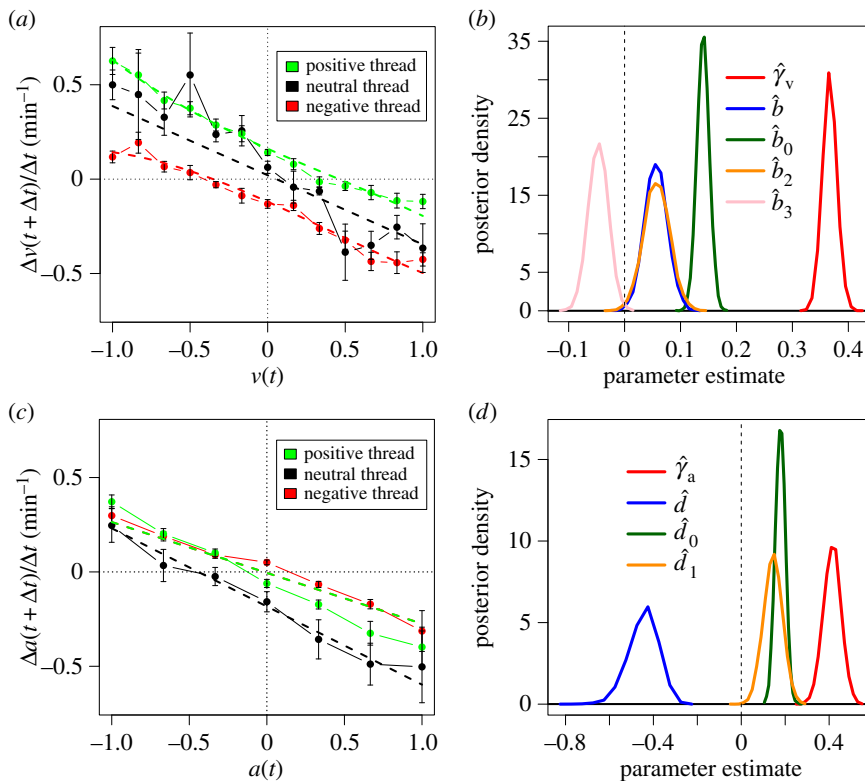 (a)
Δv(t + Δt)/Δt (min⁻¹)
0.5
0
−0.5
positive thread
neutral thread
negative thread
−1.0 −0.5 0 0.5 1.0
v(t)
(b)
posterior density
35
25
15
5
0
γ̂v
b̂
b̂0
b̂2
b̂3
−0.1 0 0.1 0.2 0.3 0.4
parameter estimate
(c)
Δa(t + Δt)/Δt (min⁻¹)
0.5
0
−0.5
positive thread
neutral thread
negative thread
−1.0 −0.5 0 0.5 1.0
a(t)
(d)
posterior density
15
10
5
0
γ̂a
d̂
d̂0
d̂1
−0.8 −0.4 0 0.4
parameter estimate